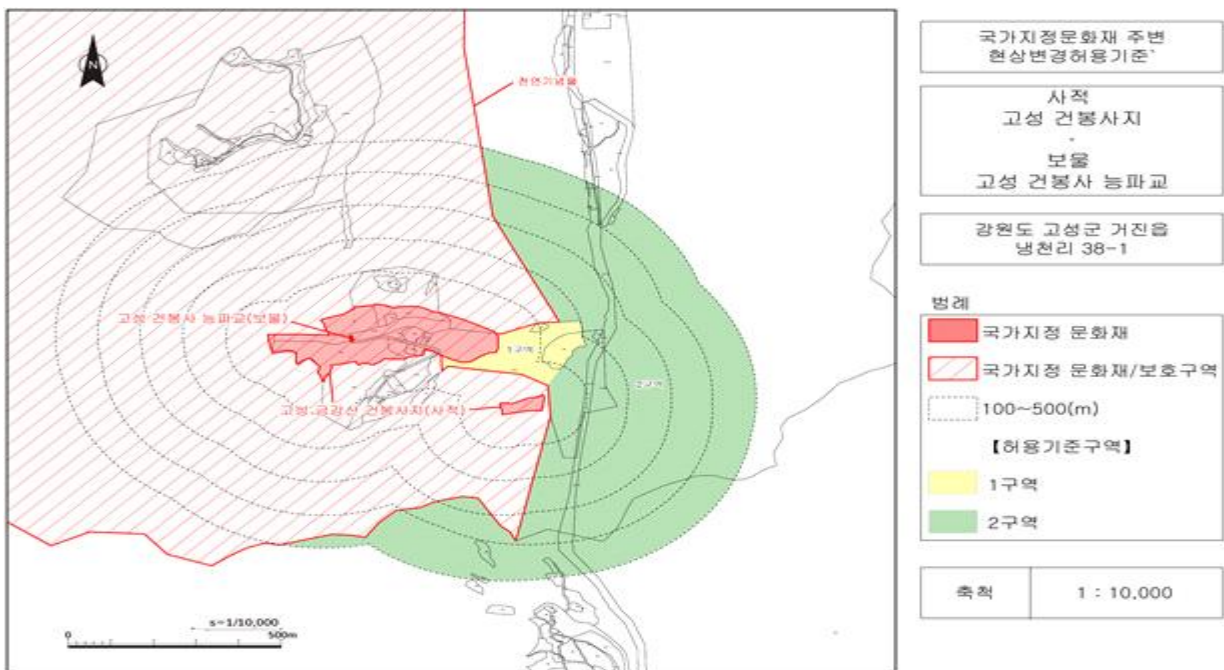 국가지정문화재 주변
현상변경허용기준`
사적
고성 건봉사지
·
보물
고성 건봉사 능파교
강원도 고성군 거진읍
냉천리 38-1
범례
국가지정 문화재
국가지정 문화재/보호구역
100~500(m)
【허용기준구역】
1구역
2구역
축척
1 : 10,000
N
천연기념물
고성 건봉사 능파교(보물)
1구역
2구역
고성 금강산 건봉사지(사적)
s=1/10,000
0
500m